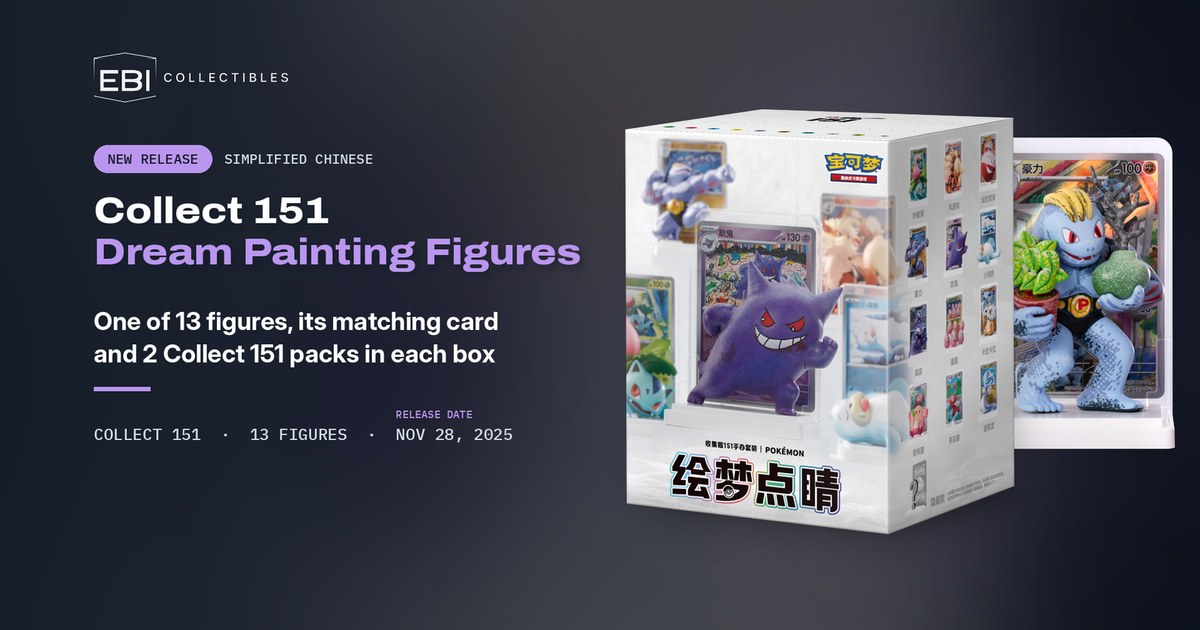 EBI COLLECTIBLES
NEW RELEASE SIMPLIFIED CHINESE
Collect 151
Dream Painting Figures
One of 13 figures, its matching card
and 2 Collect 151 packs in each box
RELEASE DATE
COLLECT 151 · 13 FIGURES · NOV 28, 2025
宝可梦
耿鬼
130
收集啦151手办套装 | POKÉMON
绘梦点睛
豪力
100